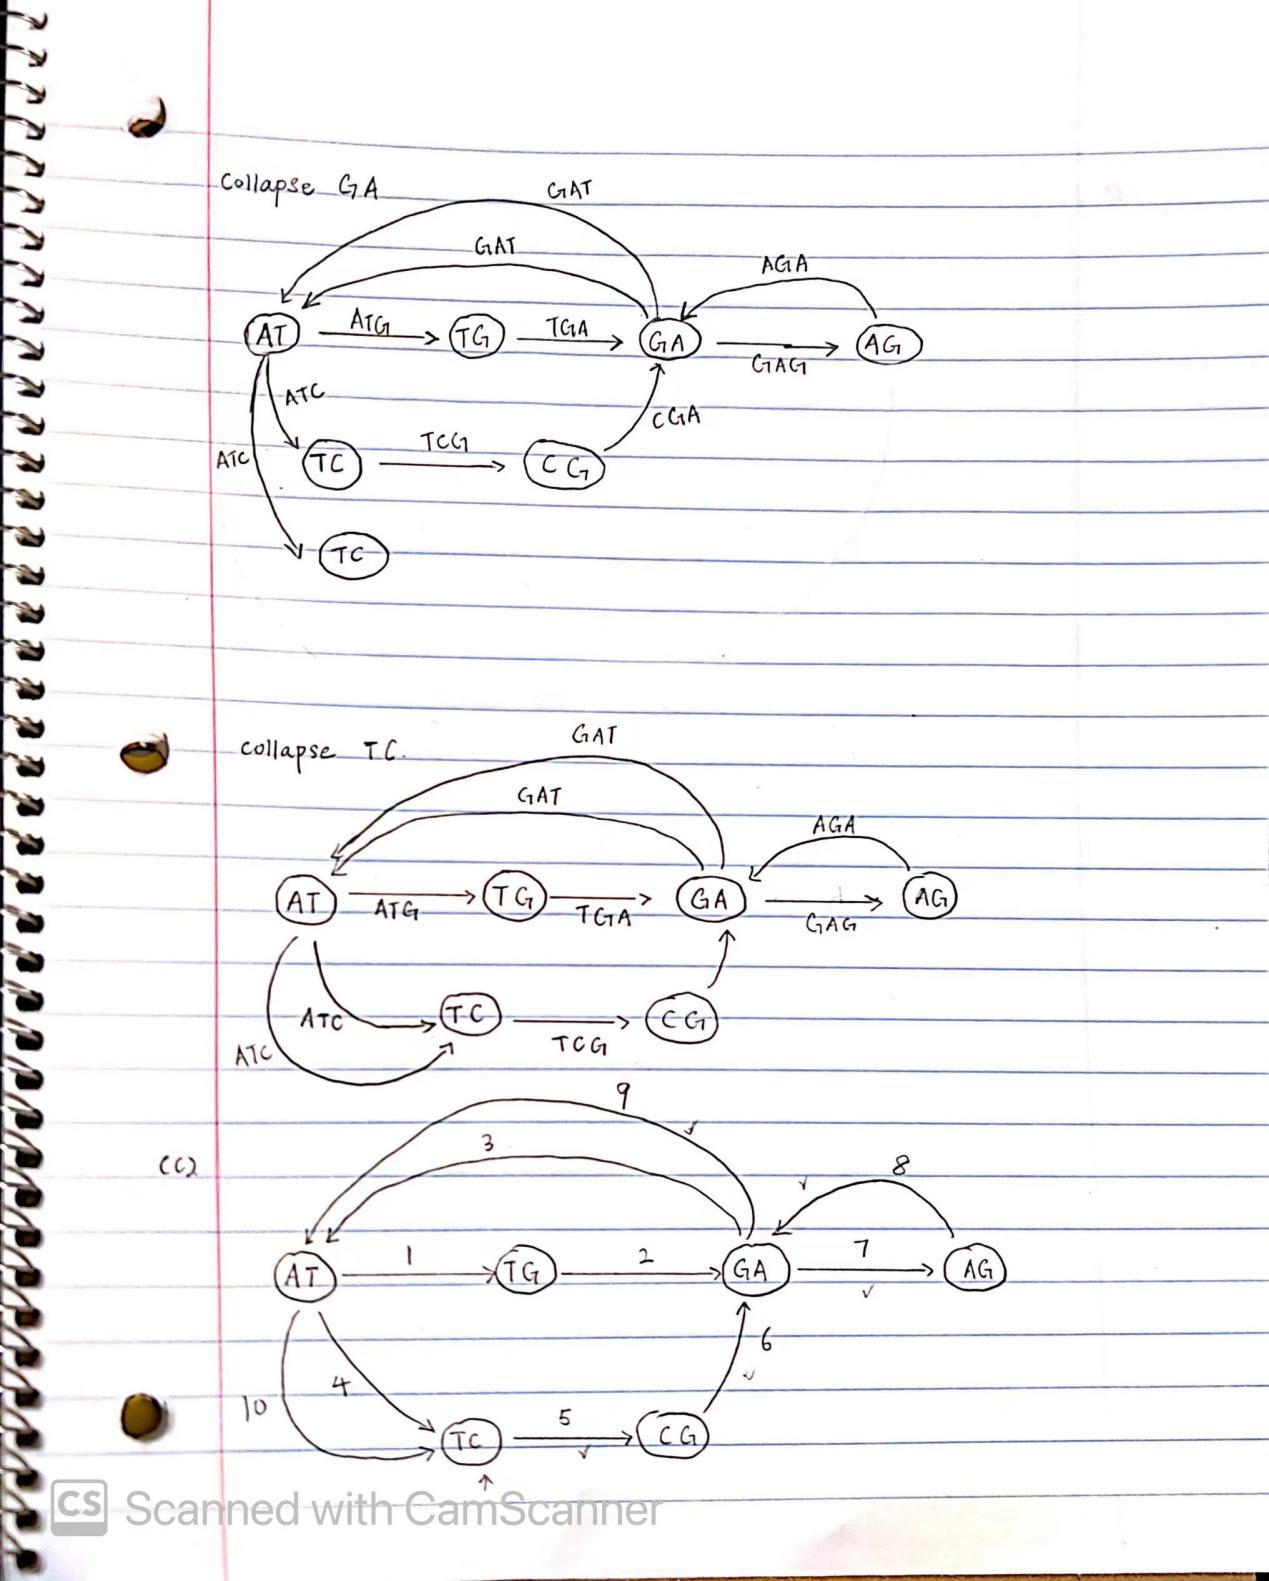 Collapse GA
GAT
GAT
AGA
AT ATG TG TGA GA GAG AG
ATC
CGA
ATC TC TCG CG
TC
Collapse TC.
GAT
GAT
AGA
AT ATG TG TGA GA GAG AG
ATC TC TCG CG
ATC
9
(C)
3
8
AT 1 TG 2 GA 7 AG
6
4
10
TC 5 CG
CS Scanned with CamScanner